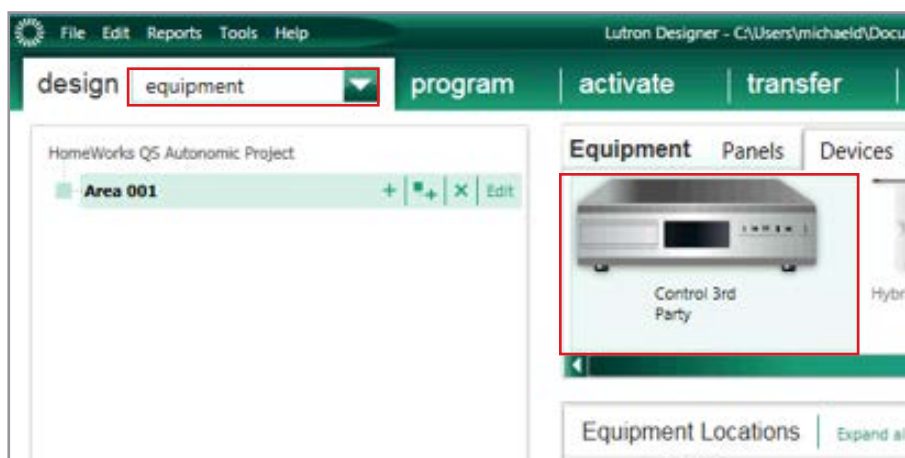 File Edit Reports Tools Help
Lutron Designer - C:\Users\michaeld\Docu
design equipment program activate transfer
HomeWorks QS Autonomic Project
Area 001 + + × Edit
Equipment Panels Devices
Control 3rd
Party
Hybr
Equipment Locations Expand al